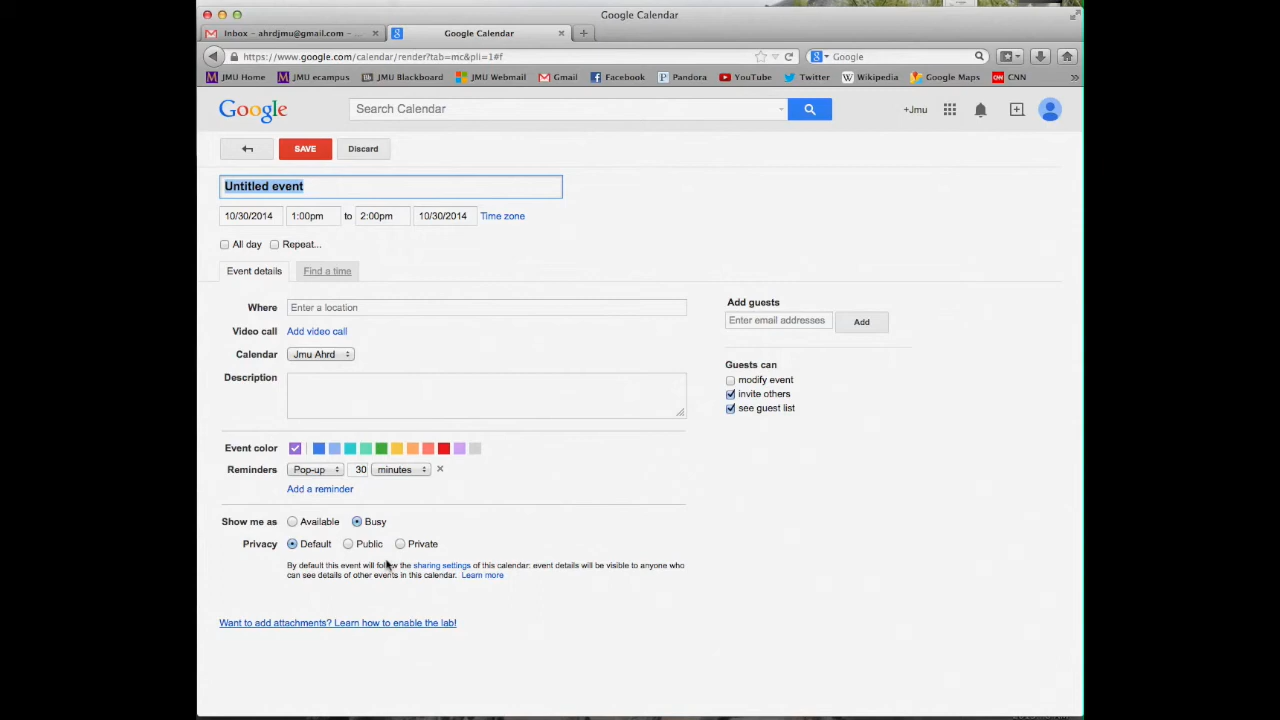 Google Calendar
Inbox – ahrdjmu@gmail.com – ...
Google Calendar
https://www.google.com/calendar/render?tab=mc&pli=1#f
Google
JMU Home
JMU ecampus
JMU Blackboard
JMU Webmail
Gmail
Facebook
Pandora
YouTube
Twitter
Wikipedia
Google Maps
CNN
Google
Search Calendar
+Jmu
SAVE
Discard
Untitled event
10/30/2014 1:00pm to 2:00pm 10/30/2014 Time zone
All day Repeat...
Event details Find a time
Where Enter a location
Video call Add video call
Calendar Jmu Ahrd
Description
Event color
Reminders Pop-up 30 minutes
Add a reminder
Show me as Available Busy
Privacy Default Public Private
By default this event will follow the sharing settings of this calendar: event details will be visible to anyone who
can see details of other events in this calendar. Learn more
Want to add attachments? Learn how to enable the lab!
Add guests
Enter email addresses Add
Guests can
modify event
invite others
see guest list